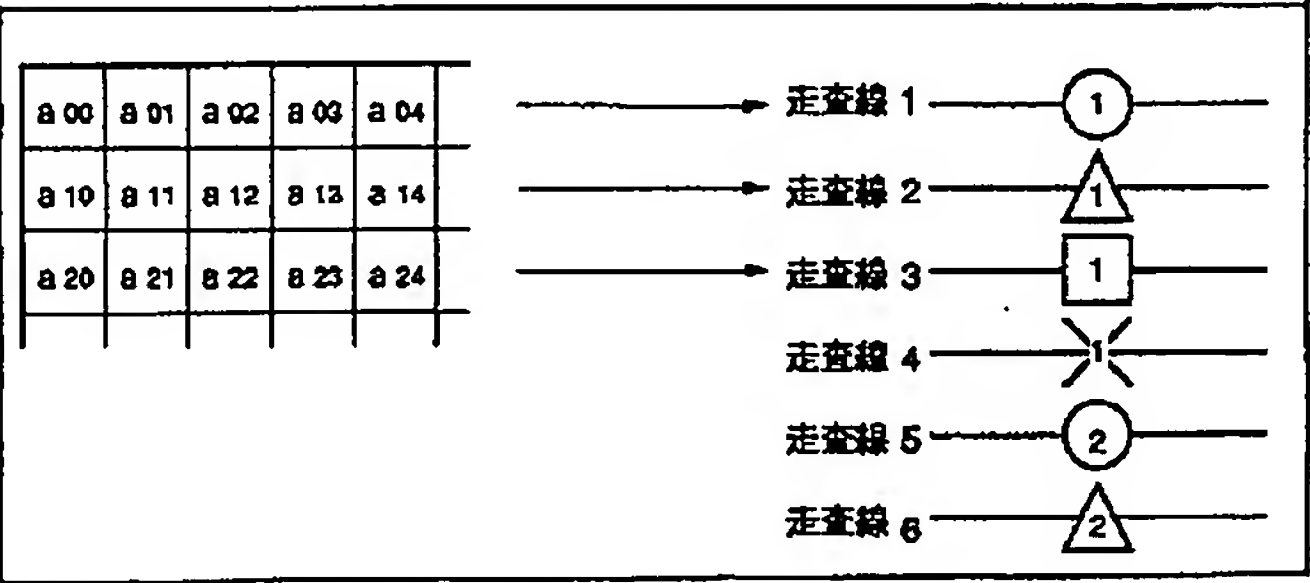 a 00 a 01 a 02 a 03 a 04 走査線 1 1
a 10 a 11 a 12 a 13 a 14 走査線 2 1
a 20 a 21 a 22 a 23 a 24 走査線 3 1
走査線 4 1
走査線 5 2
走査線 6 2